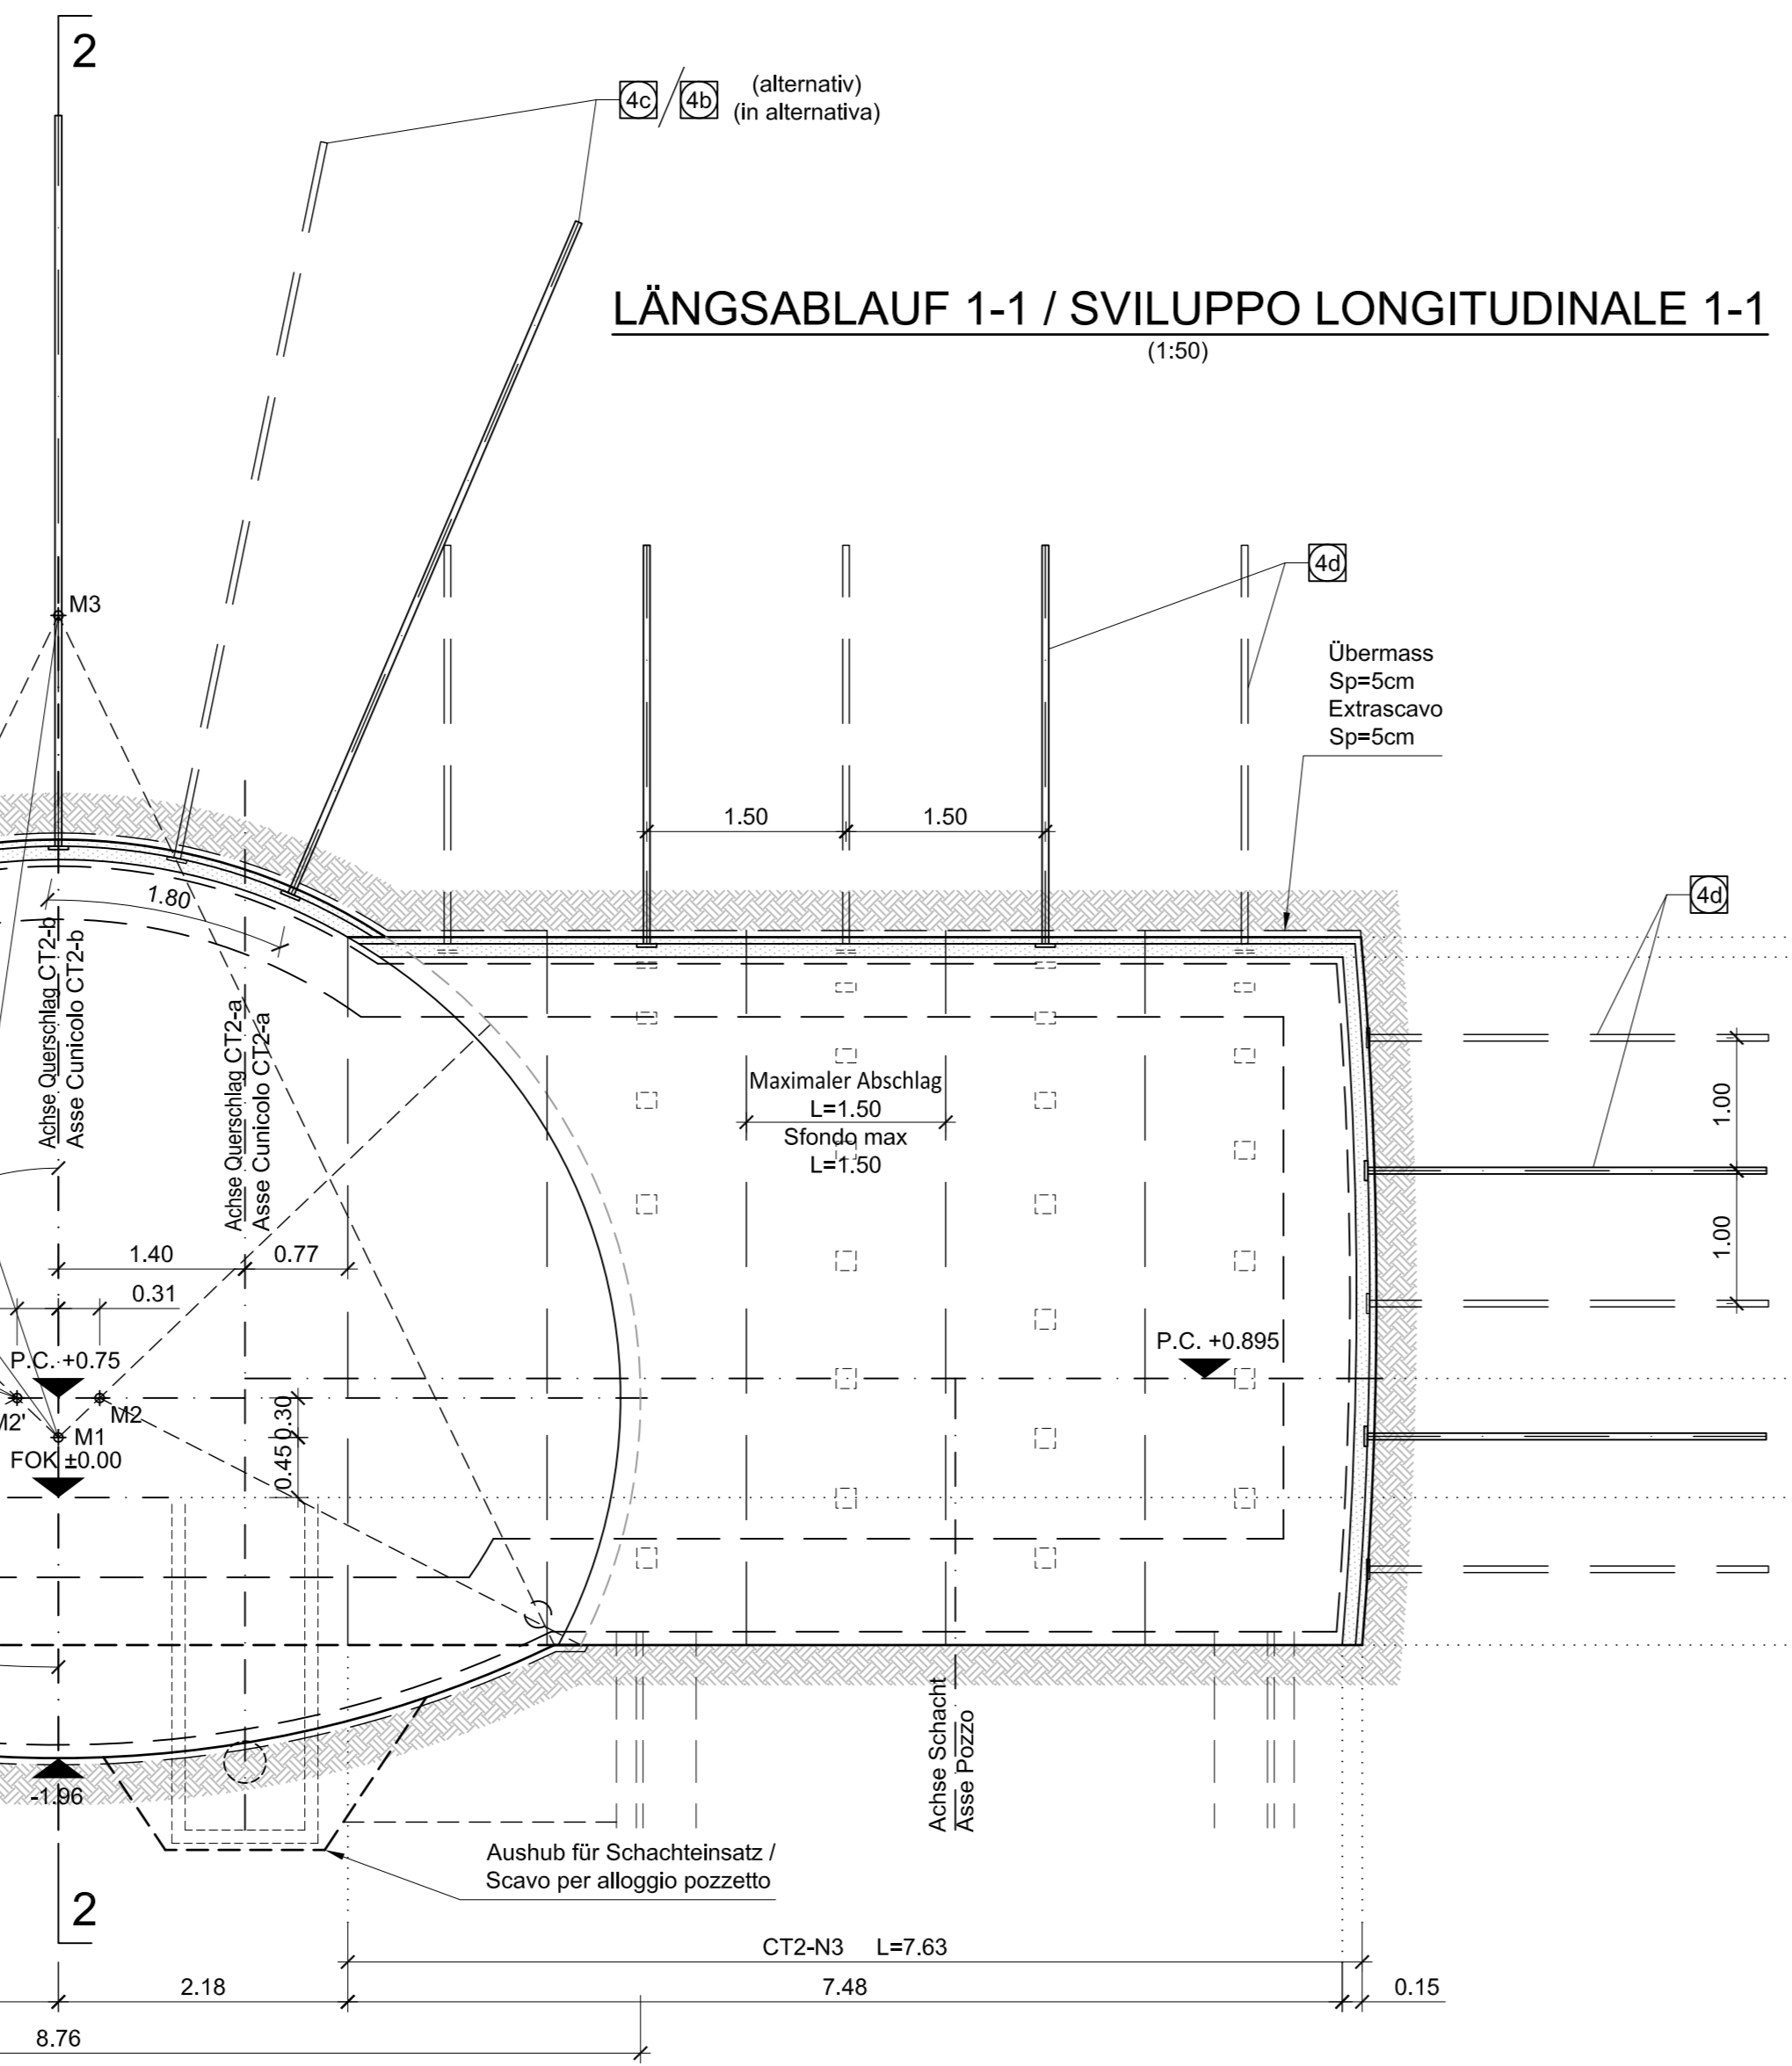 2
4c / 4b (alternativ)
(in alternativa)
LÄNGSABLAUF 1-1 / SVILUPPO LONGITUDINALE 1-1
(1:50)
4d
M3
Übermass
Sp=5cm
Extrascavo
Sp=5cm
1.50 1.50
4d
1.80
Achse Querschlag CT2-b
Asse Cunicolo CT2-b
Achse Querschlag CT2-a
Asse Cunicolo CT2-a
Maximaler Abschlag
L=1.50
Sfondo max
L=1.50
1.00
1.00
1.40 0.77
0.31
P.C. +0.75
P.C. +0.895
M2' M2
M1
FOK ±0.00
0.30
0.45
-1.96
Achse Schacht
Asse Pozzo
Aushub für Schachteinsatz /
Scavo per alloggio pozzetto
2
CT2-N3 L=7.63
2.18 7.48 0.15
8.76